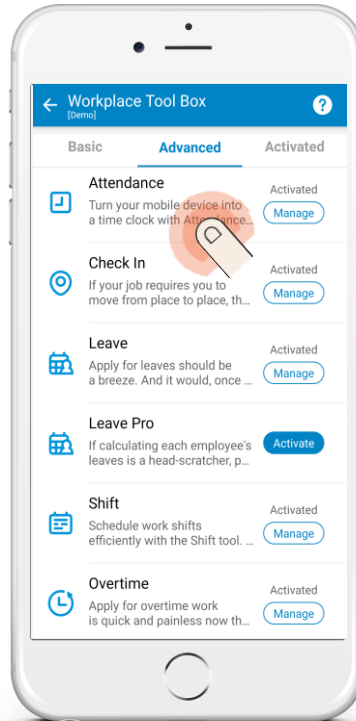 Workplace Tool Box
[Demo]
?
Basic Advanced Activated
Attendance
Activated
Turn your mobile device into
a time clock with Attendance...
Manage
Check In
Activated
If your job requires you to
move from place to place, th...
Manage
Leave
Activated
Apply for leaves should be
a breeze. And it would, once ...
Manage
Leave Pro
If calculating each employee's
leaves is a head-scratcher, p...
Activate
Shift
Activated
Schedule work shifts
efficiently with the Shift tool. ...
Manage
Overtime
Activated
Apply for overtime work
is quick and painless now th...
Manage